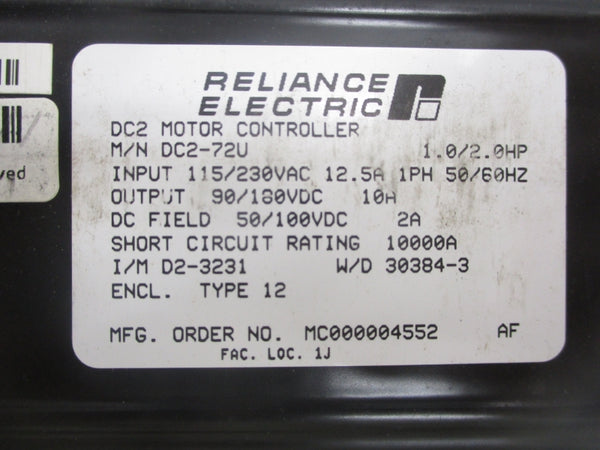 RELIANCE
ELECTRIC
DC2 MOTOR CONTROLLER
M/N DC2-72U 1.0/2.0HP
INPUT 115/230VAC 12.5A 1PH 50/60HZ
OUTPUT 90/180VDC 10A
DC FIELD 50/100VDC 2A
SHORT CIRCUIT RATING 10000A
I/M D2-3231 W/D 30384-3
ENCL. TYPE 12
MFG. ORDER NO. MC000004552 AF
FAC. LOC. 1J
ved